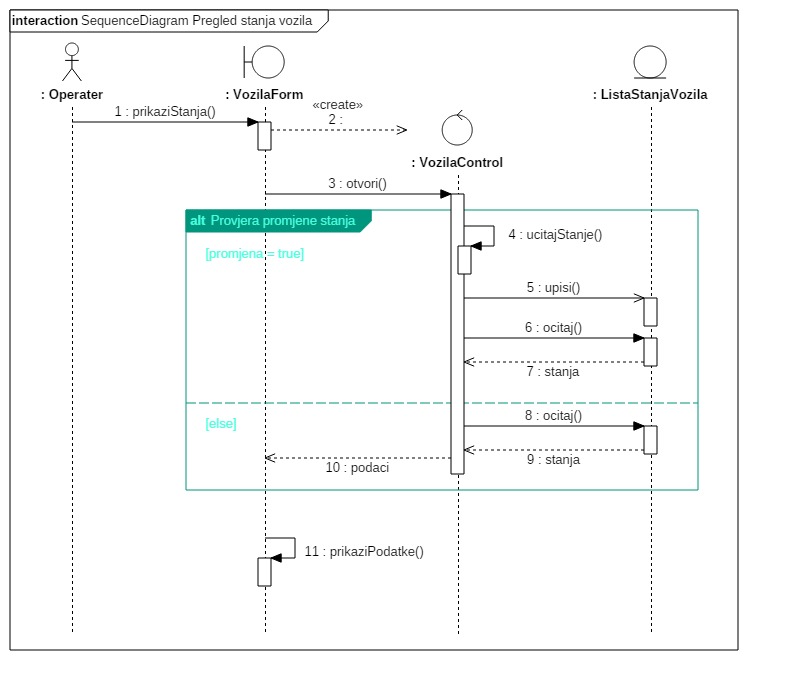 interaction SequenceDiagram Pregled stanja vozila
: Operater
: VozilaForm
: ListaStanjaVozila
1 : prikaziStanja()
«create»
2 :
: VozilaControl
3 : otvori()
alt Provjera promjene stanja
4 : ucitajStanje()
[promjena = true]
5 : upisi()
6 : ocitaj()
7 : stanja
[else]
8 : ocitaj()
9 : stanja
10 : podaci
11 : prikaziPodatke()